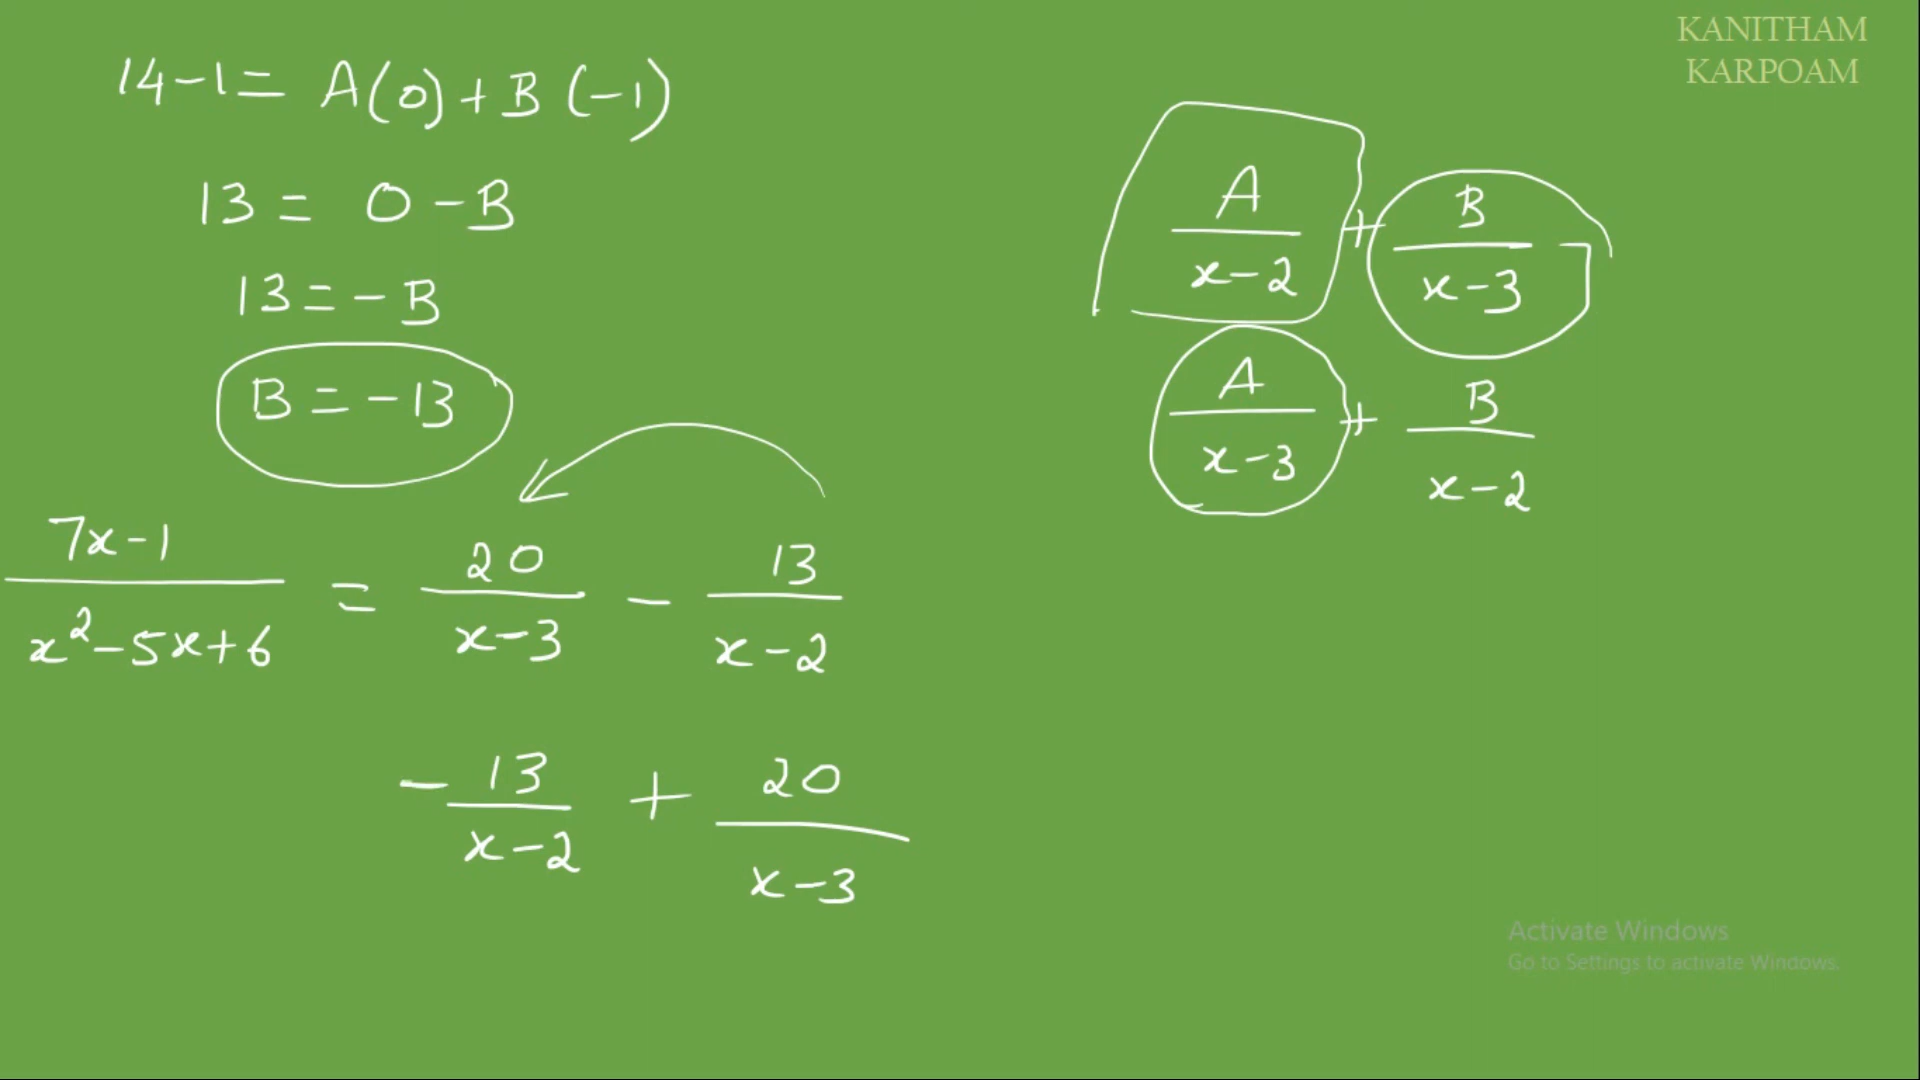 KANITHAM
KARPOAM
14-1= A(0)+B(-1)
13= 0-B
13=-B
B=-13
7x-1
x²-5x+6
=
20
x-3
-
13
x-2
-
13
x-2
+
20
x-3
A
x-2
+
B
x-3
A
x-3
+
B
x-2
Activate Windows
Go to Settings to activate Windows.